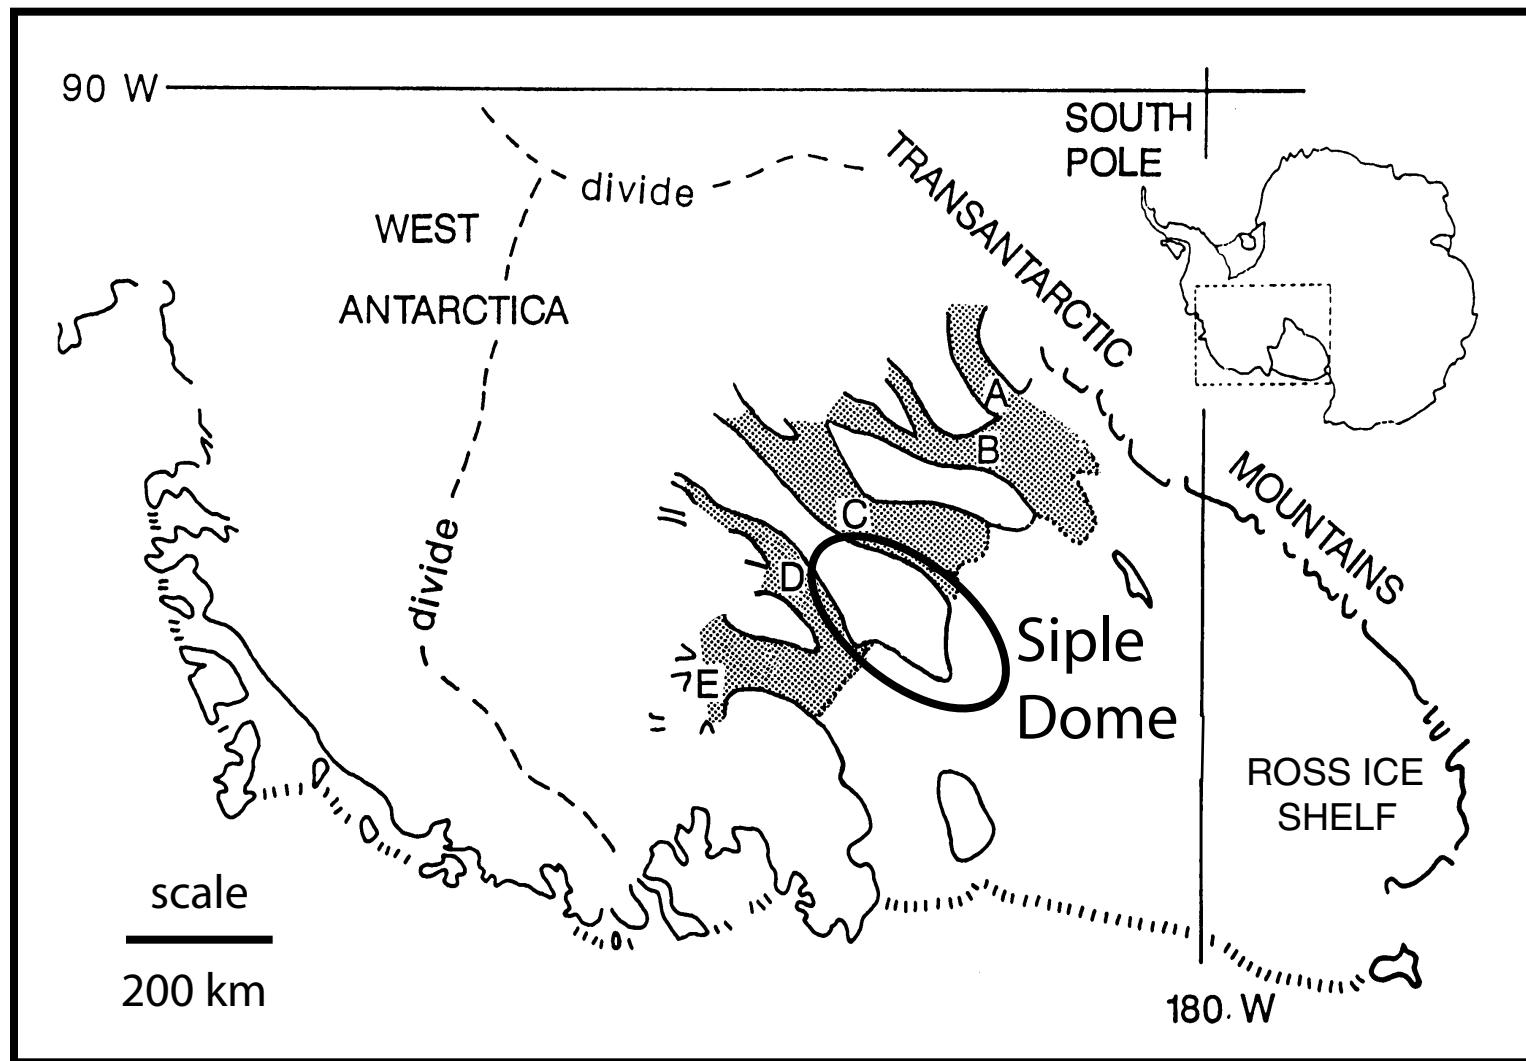 90 W
SOUTH
POLE
TRANSANTARCTIC
divide
WEST
ANTARCTICA
A
B
MOUNTAINS
C
divide
D
Siple
Dome
E
ROSS ICE
SHELF
scale
200 km
180. W